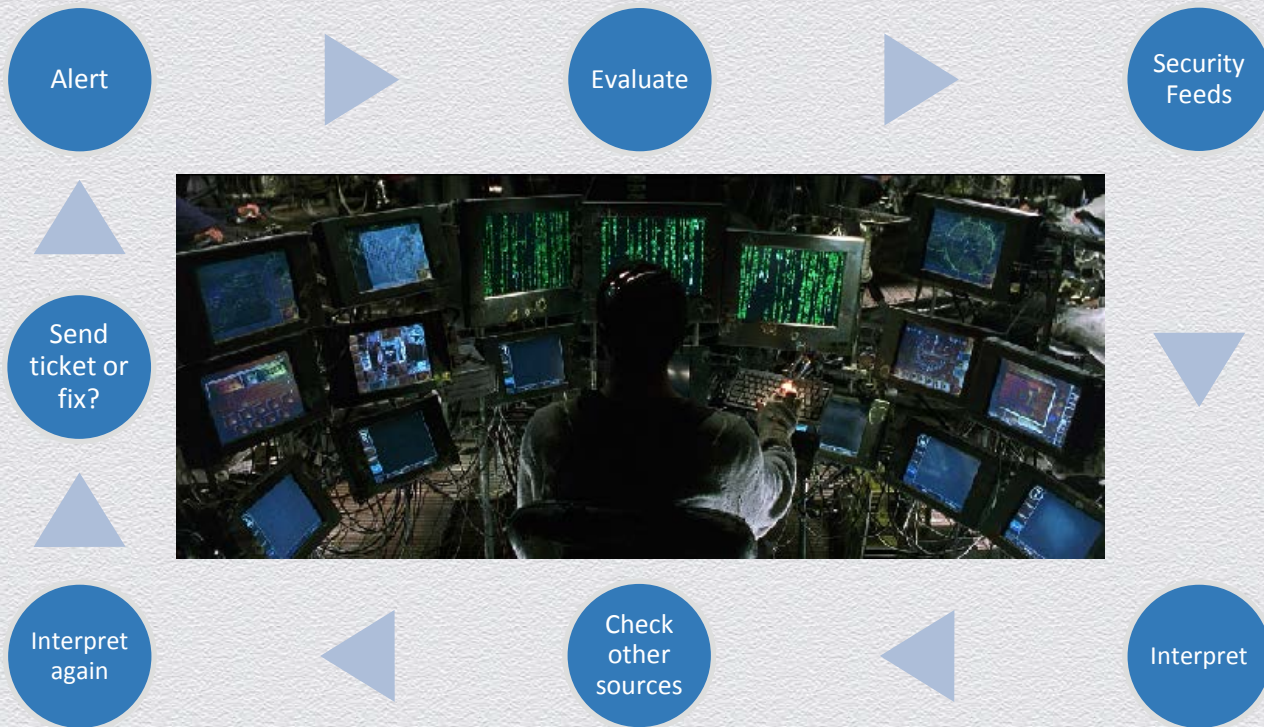 Alert
Evaluate
Security
Feeds
Send
ticket or
fix?
Interpret
again
Check
other
sources
Interpret